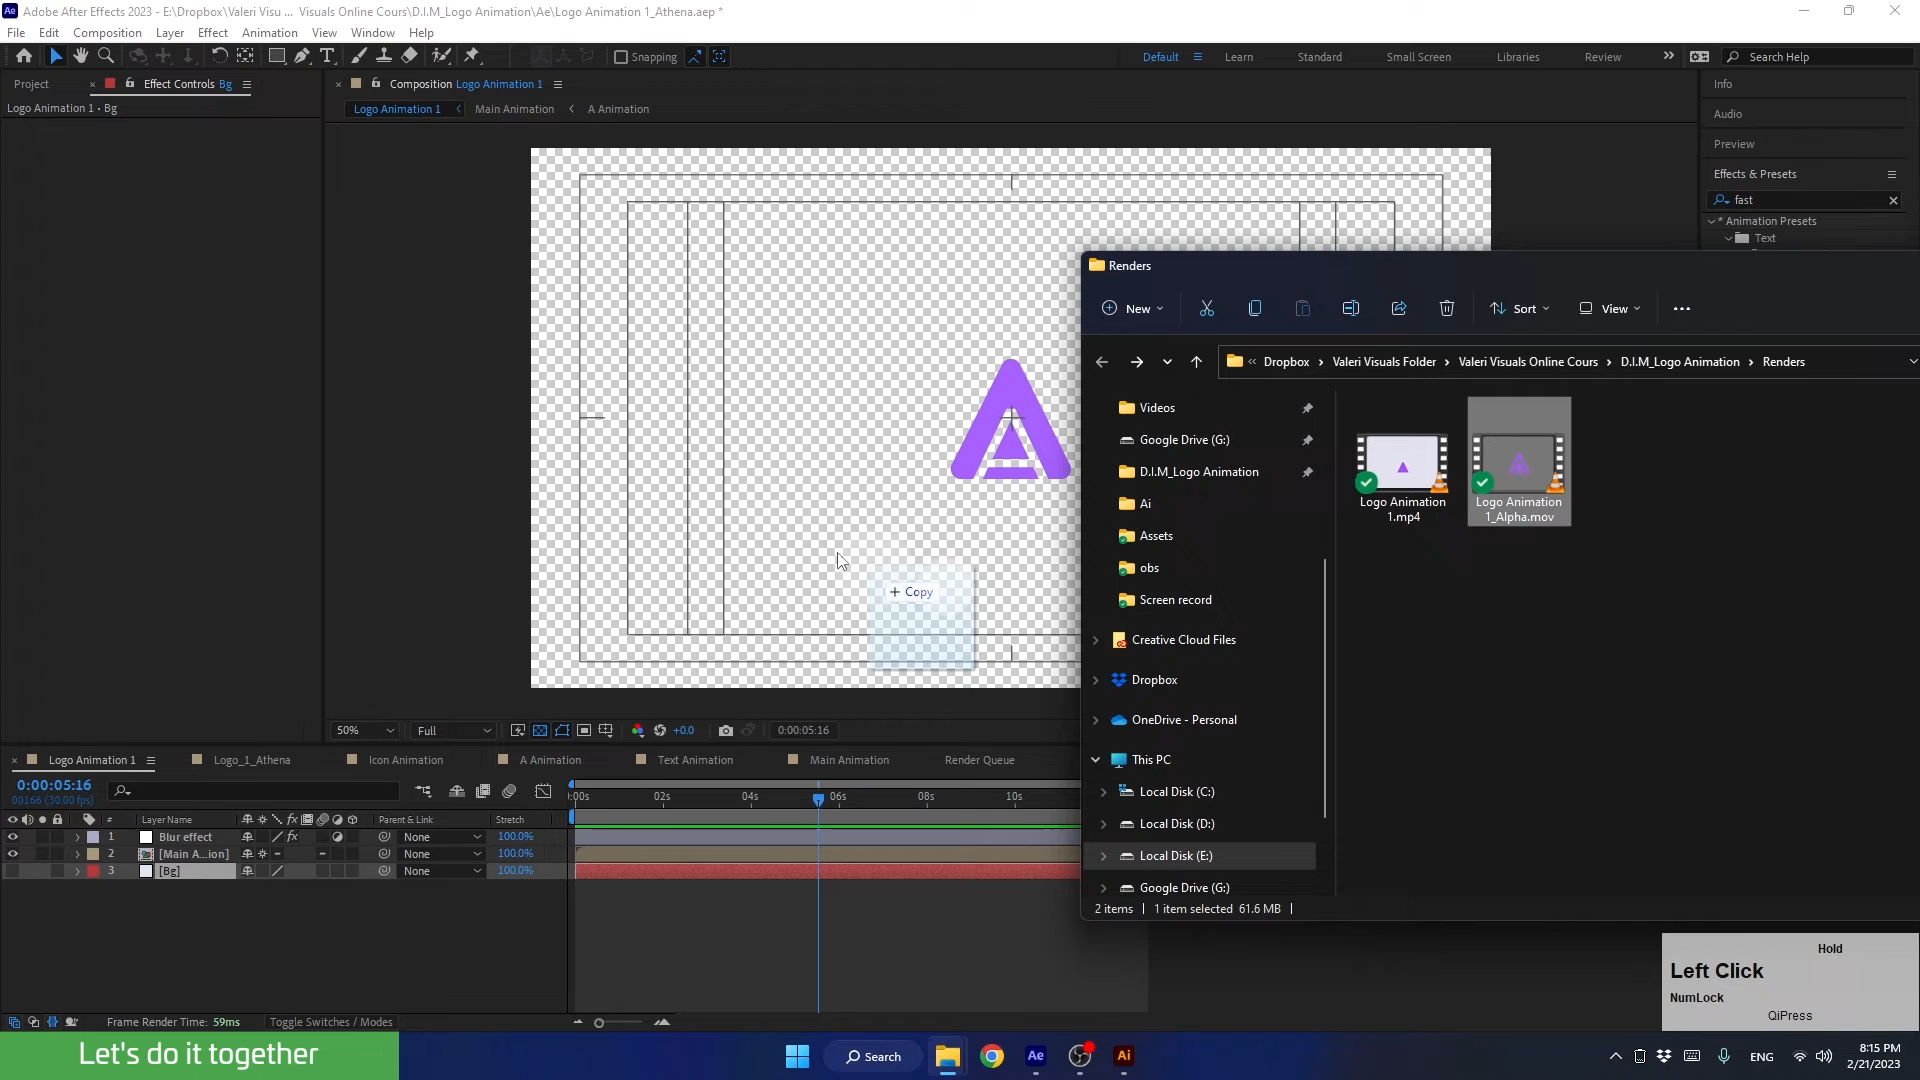 Adobe After Effects 2023 - E:\Dropbox\Valeri Visu ... Visuals Online Cours\D.I.M_Logo Animation\Ae\Logo Animation 1_Athena.aep *
File Edit Composition Layer Effect Animation View Window Help
Snapping
Default Learn Standard Small Screen Libraries Review Search Help
Project Effect Controls Bg
Logo Animation 1 • Bg
Composition Logo Animation 1
Logo Animation 1 Main Animation A Animation
Info
Audio
Preview
Effects & Presets
fast
* Animation Presets
Text
Renders
New Sort View
Dropbox Valeri Visuals Folder Valeri Visuals Online Cours D.I.M_Logo Animation Renders
Videos
Google Drive (G:)
D.I.M_Logo Animation
Ai
Assets
obs
Screen record
Creative Cloud Files
Dropbox
OneDrive - Personal
This PC
Local Disk (C:)
Local Disk (D:)
Local Disk (E:)
Google Drive (G:)
Logo Animation
1.mp4
Logo Animation
1_Alpha.mov
2 items 1 item selected 61.6 MB
+ Copy
50% Full +0.0 0:00:05:16
Logo Animation 1 Logo_1_Athena Icon Animation A Animation Text Animation Main Animation Render Queue
0:00:05:16
00166 (30.00 fps)
:00s 02s 04s 06s 08s 10s
# Layer Name Parent & Link Stretch
1 Blur effect None 100.0%
2 [Main A...ion] None 100.0%
3 [Bg] None 100.0%
Frame Render Time: 59ms Toggle Switches / Modes
Hold
Left Click
NumLock
QiPress
Let's do it together
Search
Ae
Ai
ENG
8:15 PM
2/21/2023